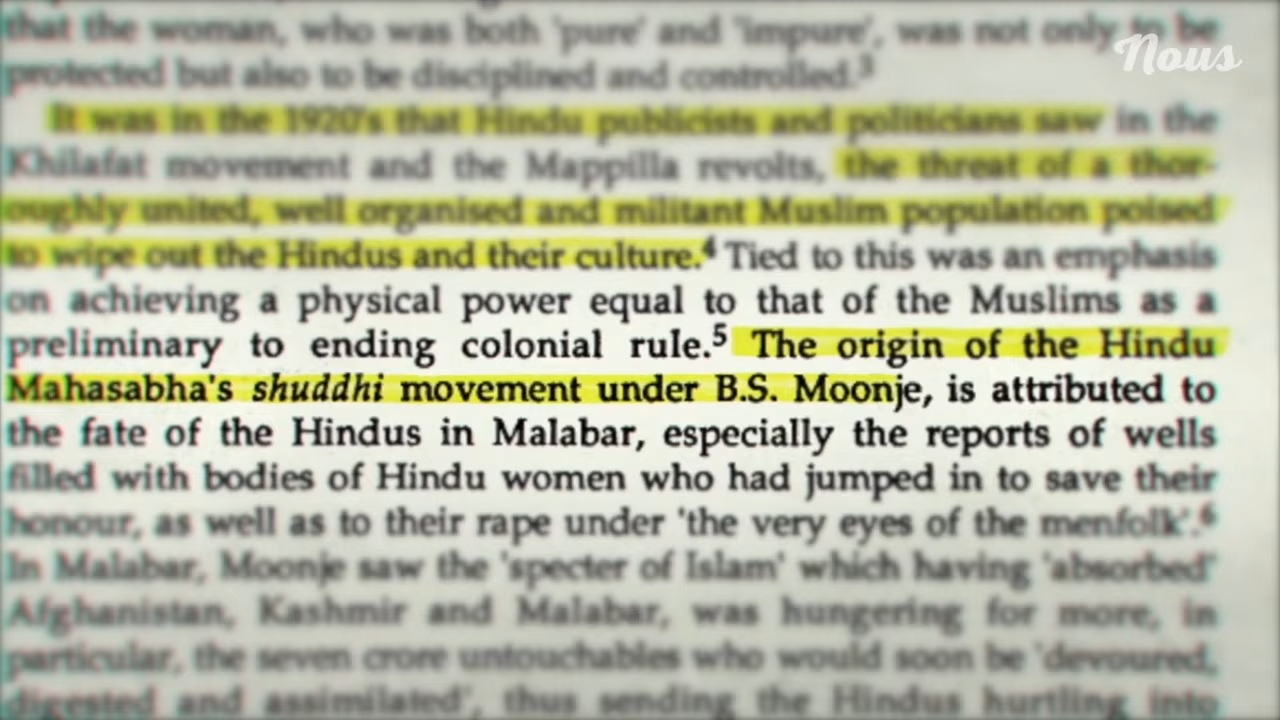 that the woman, who was both 'pure' and 'impure', was not only to be
Nous
protected but also to be disciplined and controlled.³
It was in the 1920's that Hindu publicists and politicians saw in the
Khilafat movement and the Mappilla revolts, the threat of a thor-
oughly united, well organised and militant Muslim population poised
to wipe out the Hindus and their culture.⁴ Tied to this was an emphasis
on achieving a physical power equal to that of the Muslims as a
preliminary to ending colonial rule.⁵ The origin of the Hindu
Mahasabha's shuddhi movement under B.S. Moonje, is attributed to
the fate of the Hindus in Malabar, especially the reports of wells
filled with bodies of Hindu women who had jumped in to save their
honour, as well as to their rape under 'the very eyes of the menfolk'.⁶
In Malabar, Moonje saw the 'specter of Islam' which having 'absorbed'
Afghanistan, Kashmir and Malabar, was hungering for more, in
particular, the seven crore untouchables who would soon be 'devoured,
digested and assimilated', thus sending the Hindus hurtling into